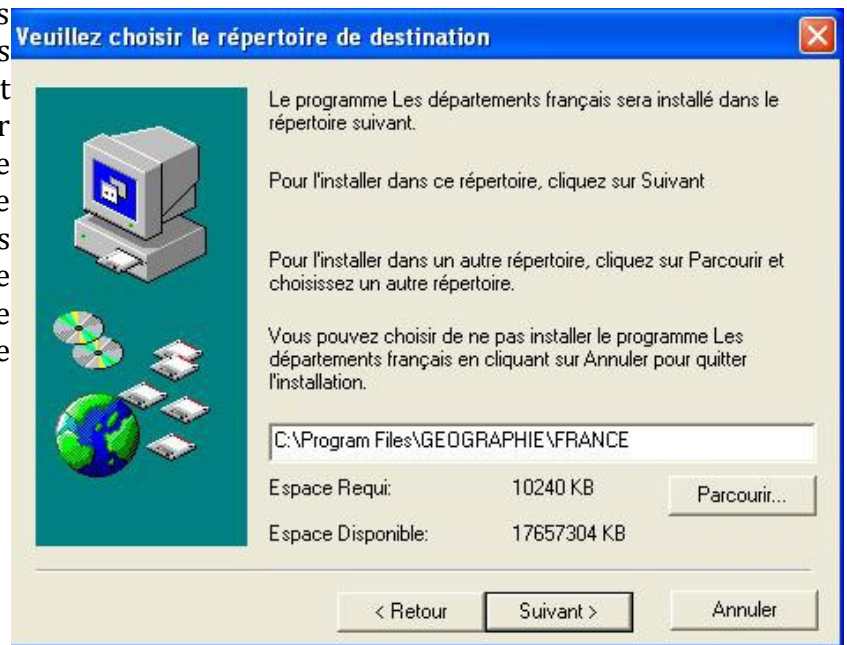 s
Veuillez choisir le répertoire de destination
s
t
r
e
e
s
e
e
e
Le programme Les départements français sera installé dans le
répertoire suivant.
Pour l'installer dans ce répertoire, cliquez sur Suivant
Pour l'installer dans un autre répertoire, cliquez sur Parcourir et
choisissez un autre répertoire.
Vous pouvez choisir de ne pas installer le programme Les
départements français en cliquant sur Annuler pour quitter
l'installation.
C:\Program Files\GEOGRAPHIE\FRANCE
Espace Requi: 10240 KB
Parcourir...
Espace Disponible: 17657304 KB
< Retour Suivant > Annuler